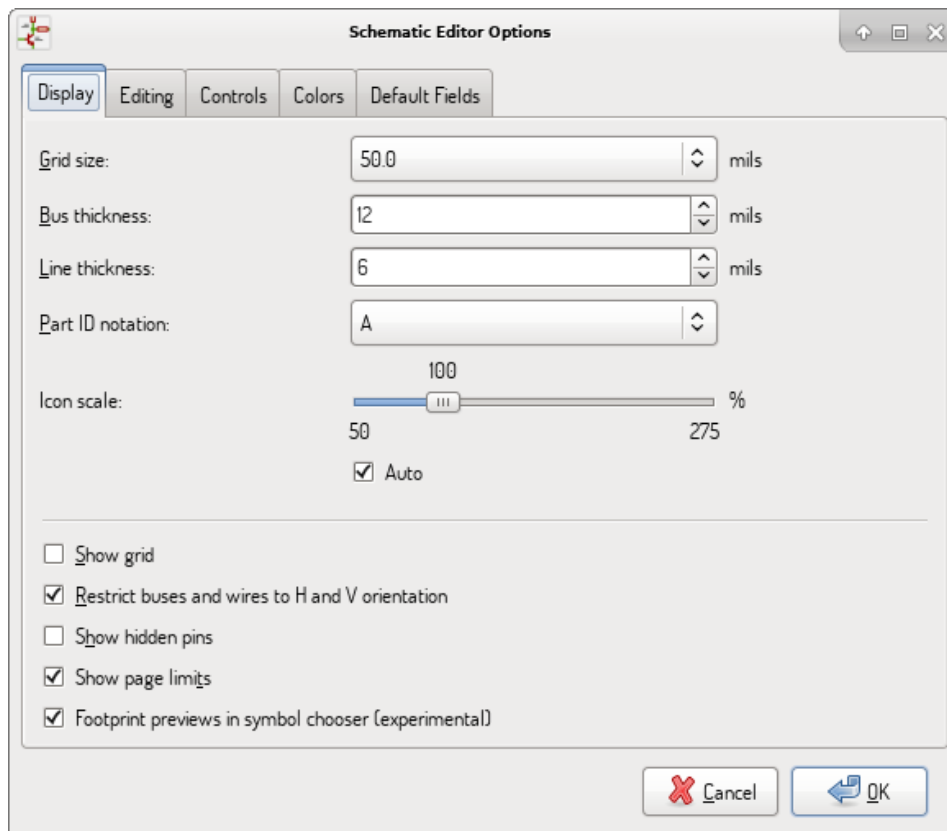 Schematic Editor Options
Display Editing Controls Colors Default Fields
Grid size: 50.0 mils
Bus thickness: 12 mils
Line thickness: 6 mils
Part ID notation: A
100
Icon scale: %
50 275
Auto
Show grid
Restrict buses and wires to H and V orientation
Show hidden pins
Show page limits
Footprint previews in symbol chooser (experimental)
Cancel OK